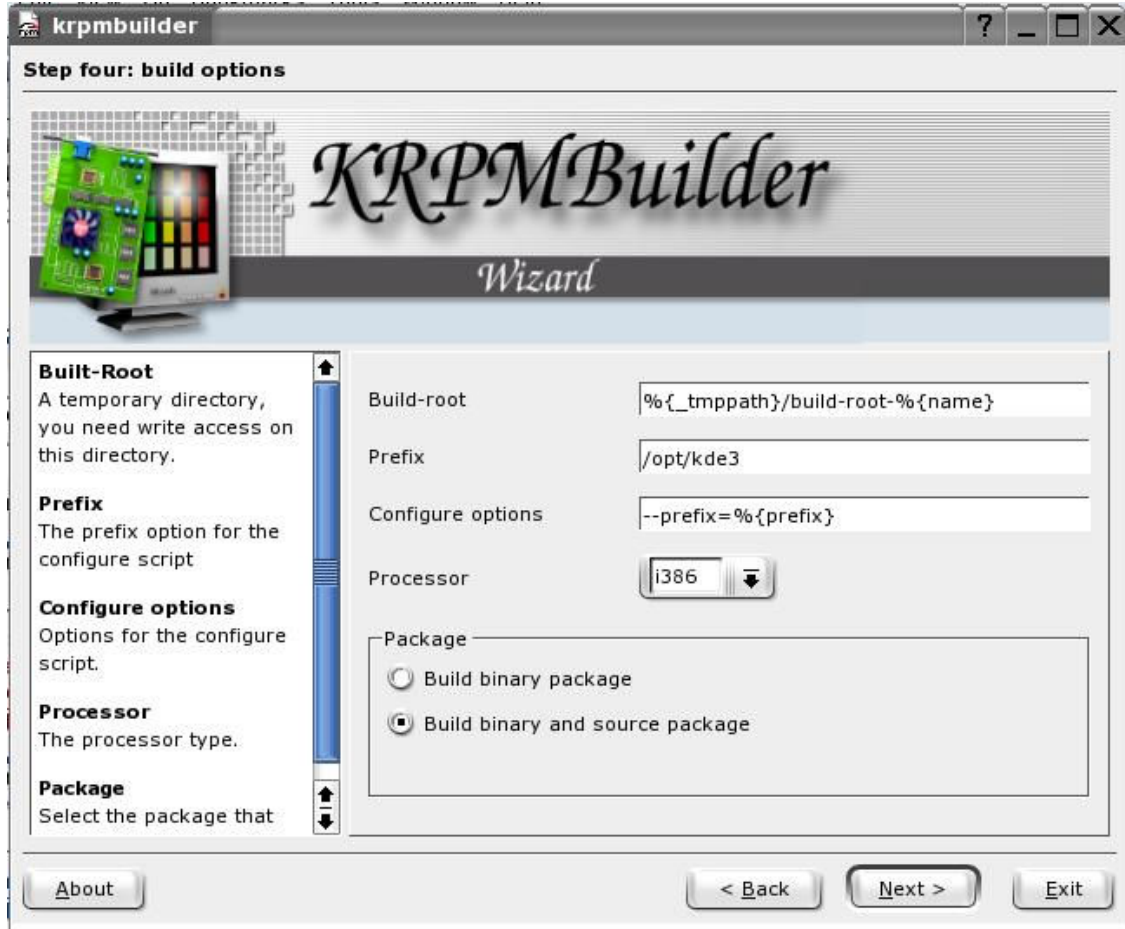 krpmbuilder
Step four: build options
KRPMBuilder
Wizard
Built-Root
A temporary directory,
you need write access on
this directory.
Prefix
The prefix option for the
configure script
Configure options
Options for the configure
script.
Processor
The processor type.
Package
Select the package that
Build-root %{_tmppath}/build-root-%{name}
Prefix /opt/kde3
Configure options --prefix=%{prefix}
Processor i386
Package
Build binary package
Build binary and source package
About < Back Next > Exit